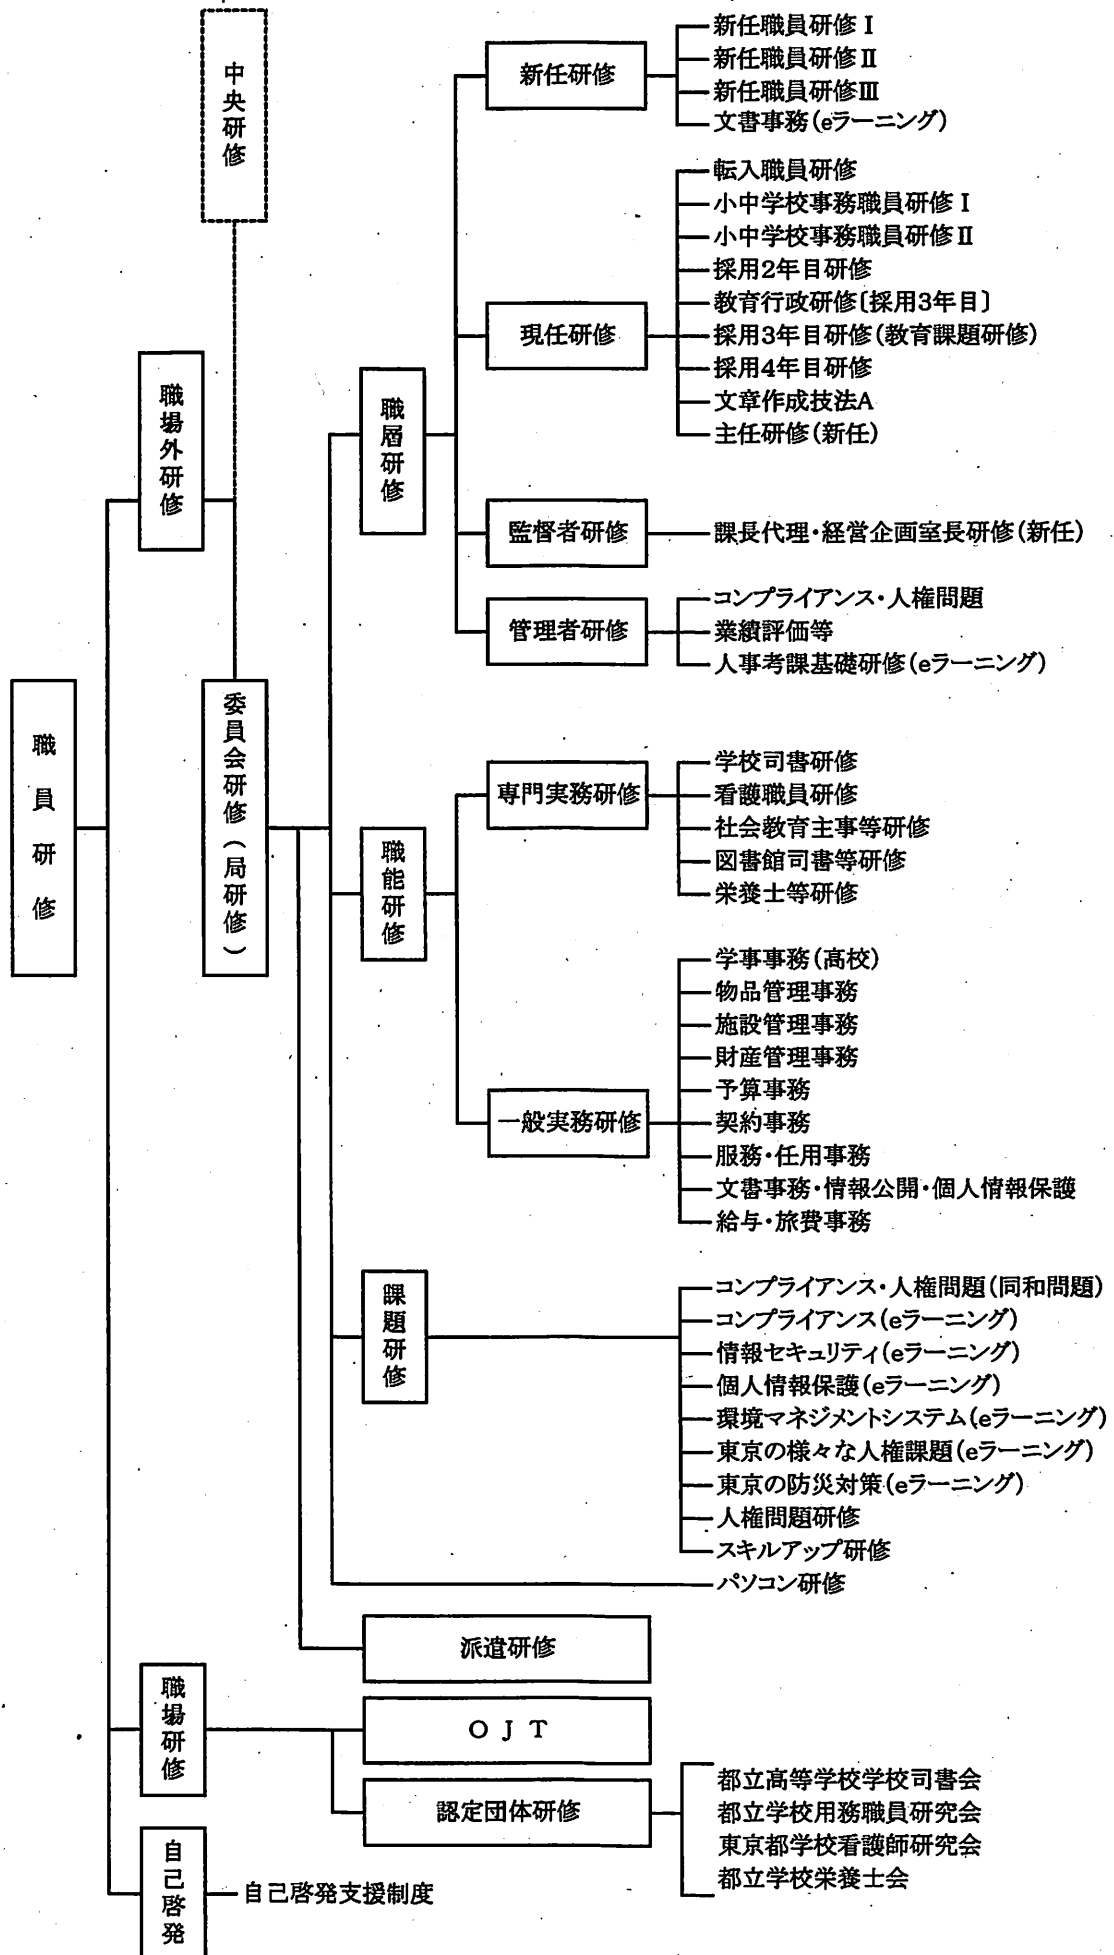 職員研修
職場外研修
中央研修
委員会研修(局研修)
職層研修
新任研修
新任職員研修Ⅰ
新任職員研修Ⅱ
新任職員研修Ⅲ
文書事務(eラーニング)
現任研修
転入職員研修
小中学校事務職員研修Ⅰ
小中学校事務職員研修Ⅱ
採用2年目研修
教育行政研修〔採用3年目〕
採用3年目研修(教育課題研修)
採用4年目研修
文章作成技法A
主任研修(新任)
監督者研修
課長代理・経営企画室長研修(新任)
管理者研修
コンプライアンス・人権問題
業績評価等
人事考課基礎研修(eラーニング)
職能研修
専門実務研修
学校司書研修
看護職員研修
社会教育主事等研修
図書館司書等研修
栄養士等研修
一般実務研修
学事事務(高校)
物品管理事務
施設管理事務
財産管理事務
予算事務
契約事務
服務・任用事務
文書事務・情報公開・個人情報保護
給与・旅費事務
課題研修
コンプライアンス・人権問題(同和問題)
コンプライアンス(eラーニング)
情報セキュリティ(eラーニング)
個人情報保護(eラーニング)
環境マネジメントシステム(eラーニング)
東京の様々な人権課題(eラーニング)
東京の防災対策(eラーニング)
人権問題研修
スキルアップ研修
パソコン研修
派遣研修
職場研修
OJT
認定団体研修
都立高等学校学校司書会
都立学校用務職員研究会
東京都学校看護師研究会
都立学校栄養士会
自己啓発
自己啓発支援制度